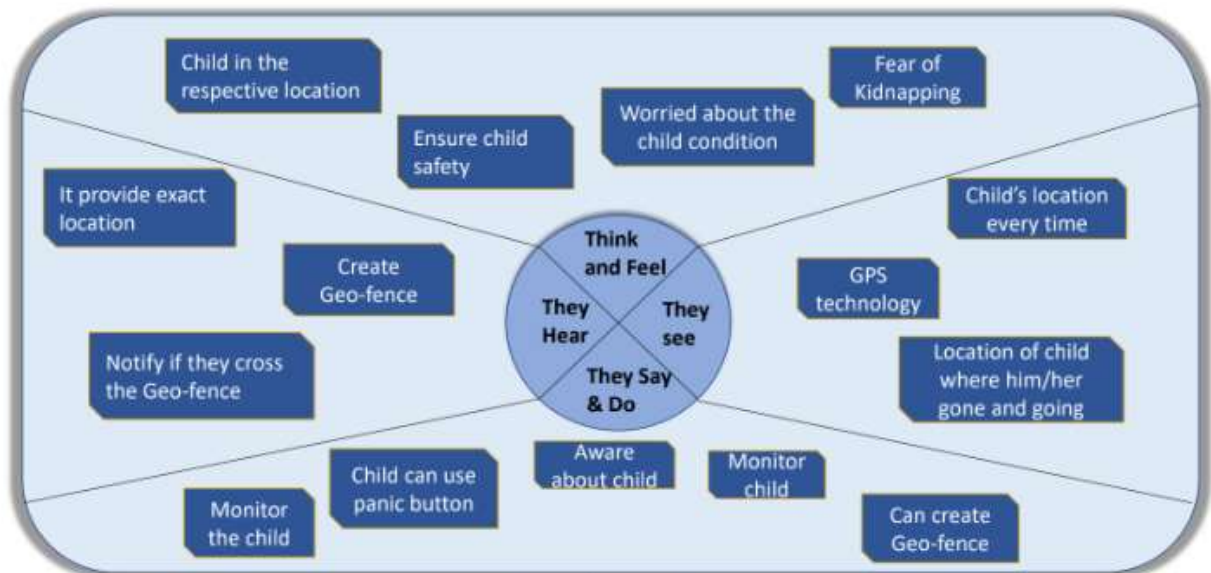 Child in the
respective location
Ensure child
safety
Worried about the
child condition
Fear of
Kidnapping
It provide exact
location
Create
Geo-fence
Notify if they cross
the Geo-fence
Think
and Feel
They
Hear
They
see
They Say
& Do
Child's location
every time
GPS
technology
Location of child
where him/her
gone and going
Monitor
the child
Child can use
panic button
Aware
about child
Monitor
child
Can create
Geo-fence